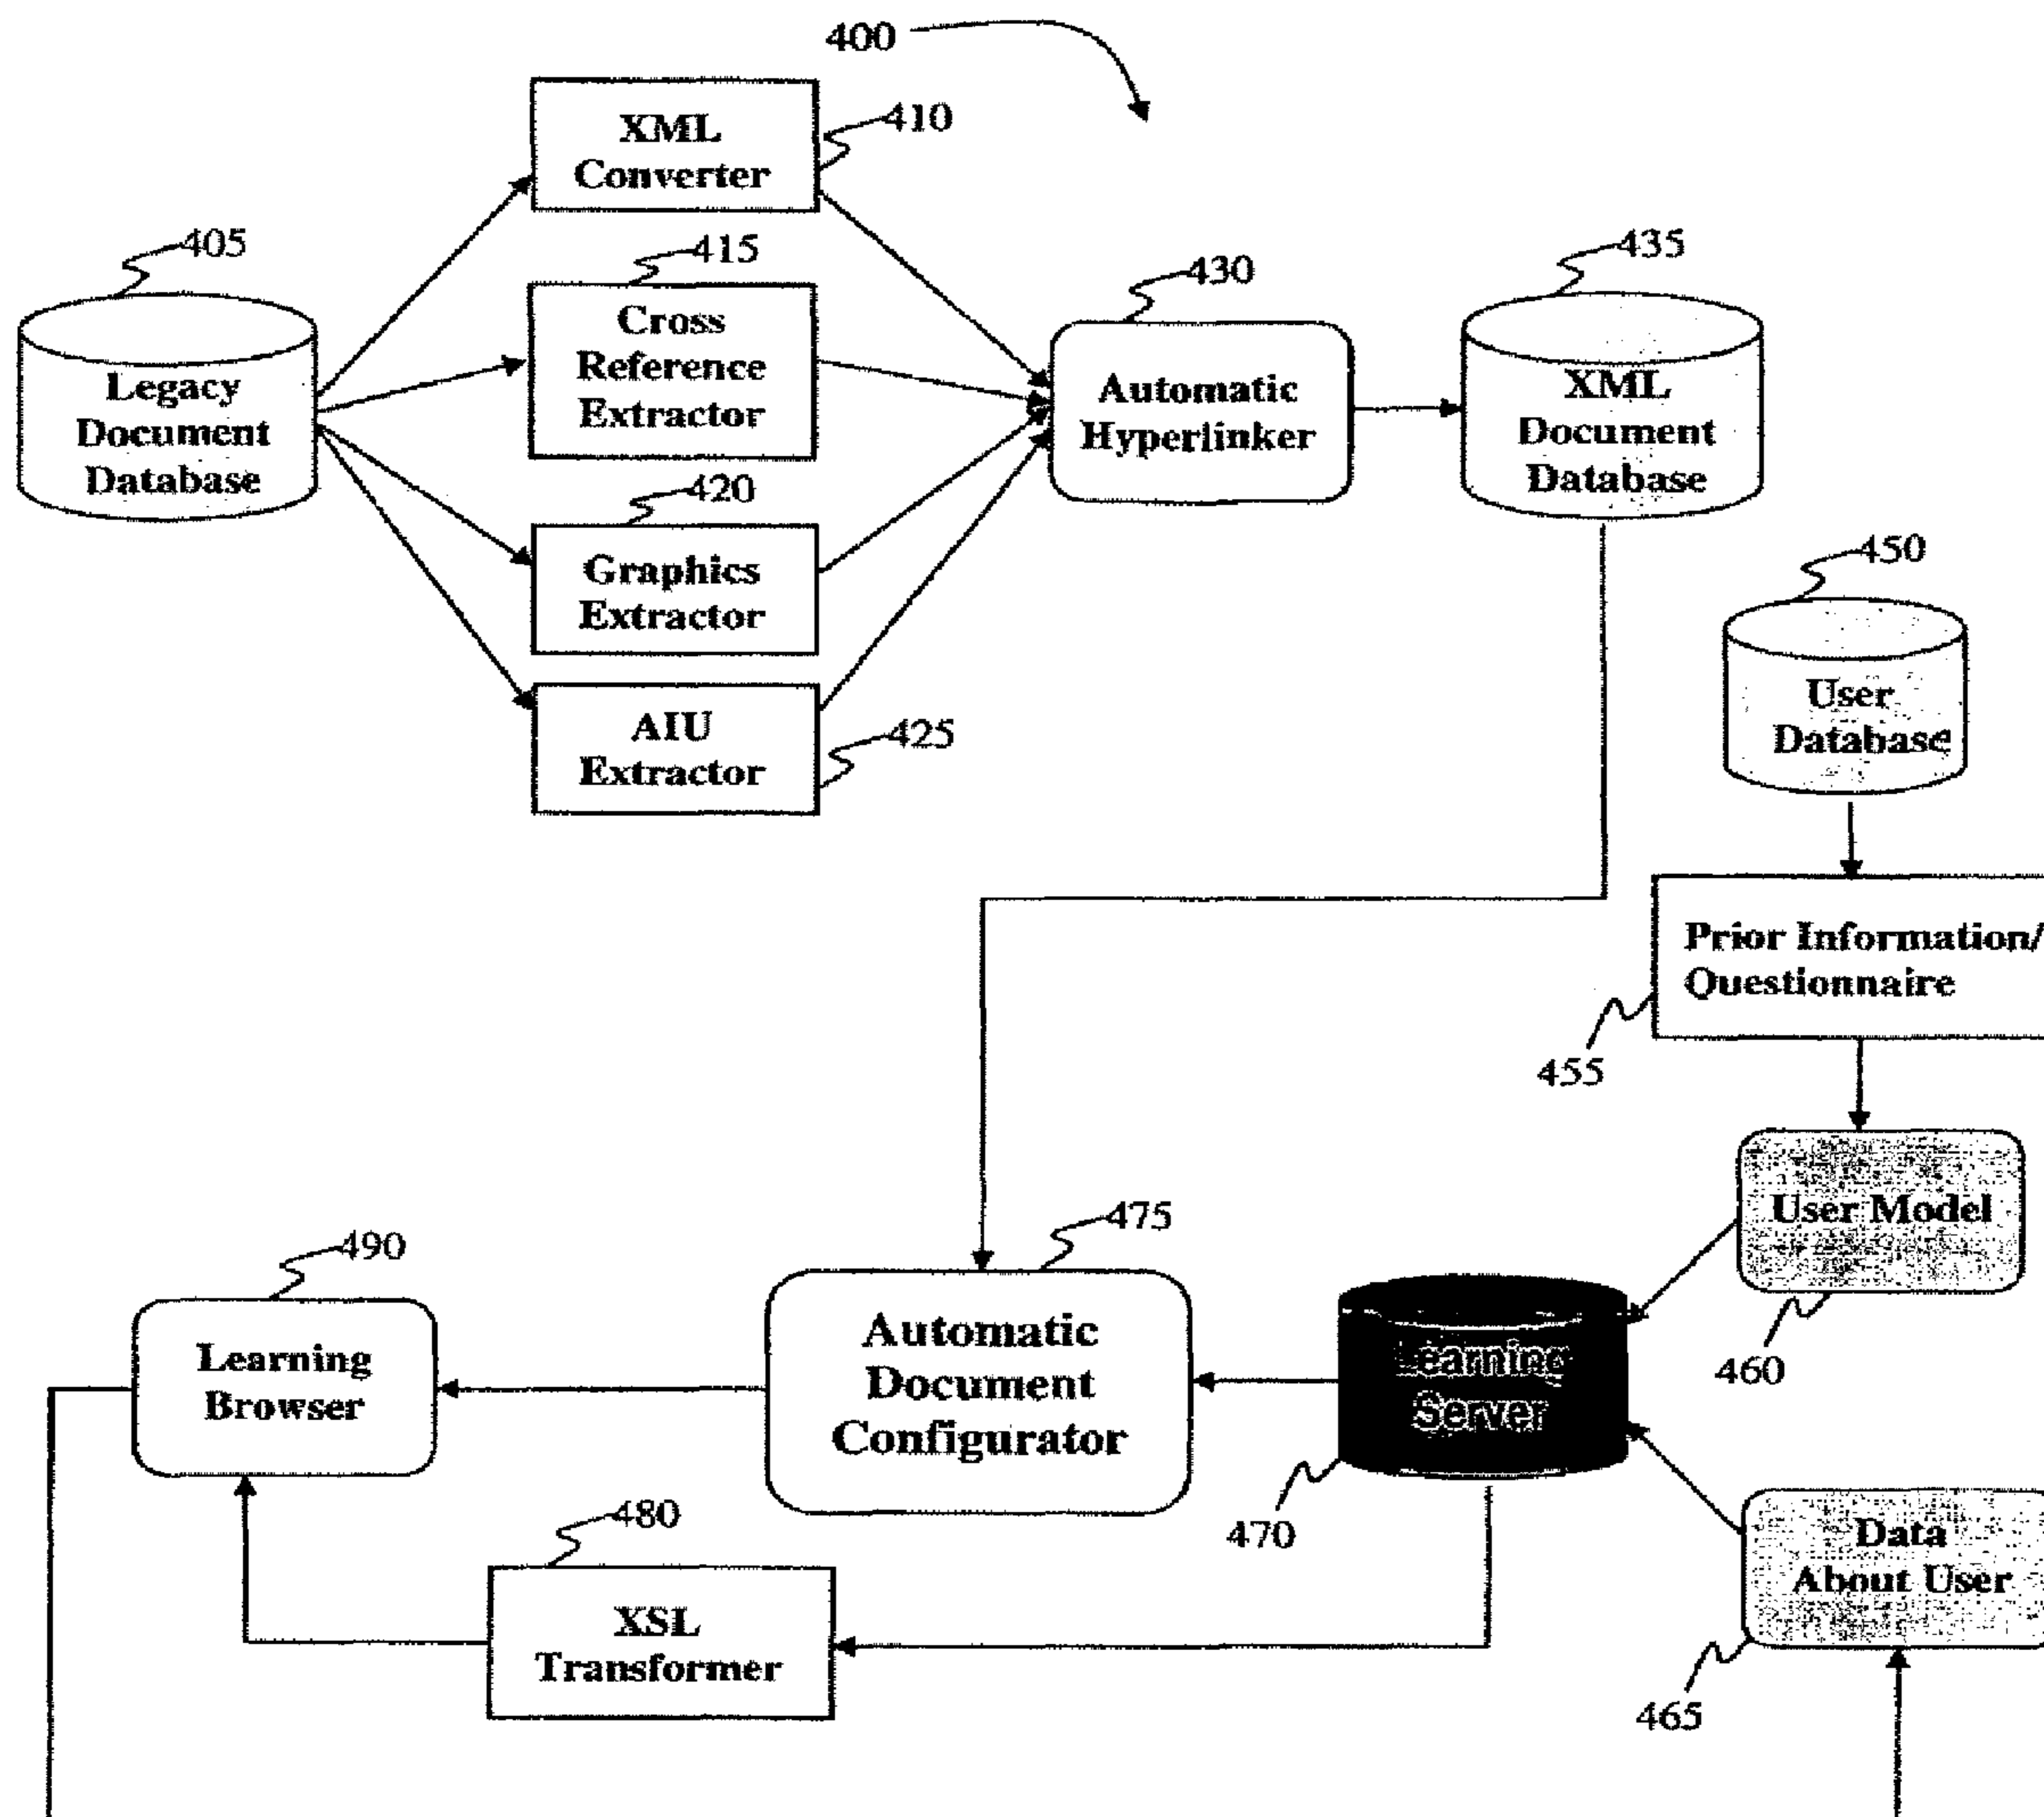 400
XML
Converter
410
405
Legacy
Document
Database
415
Cross
Reference
Extractor
420
Graphics
Extractor
AIU
Extractor
425
430
Automatic
Hyperlinker
435
XML
Document
Database
450
User
Database
Prior Information/
Questionnaire
455
User Model
460
490
Learning
Browser
475
Automatic
Document
Configurator
Learning
Server
470
480
XSL
Transformer
Data
About User
465